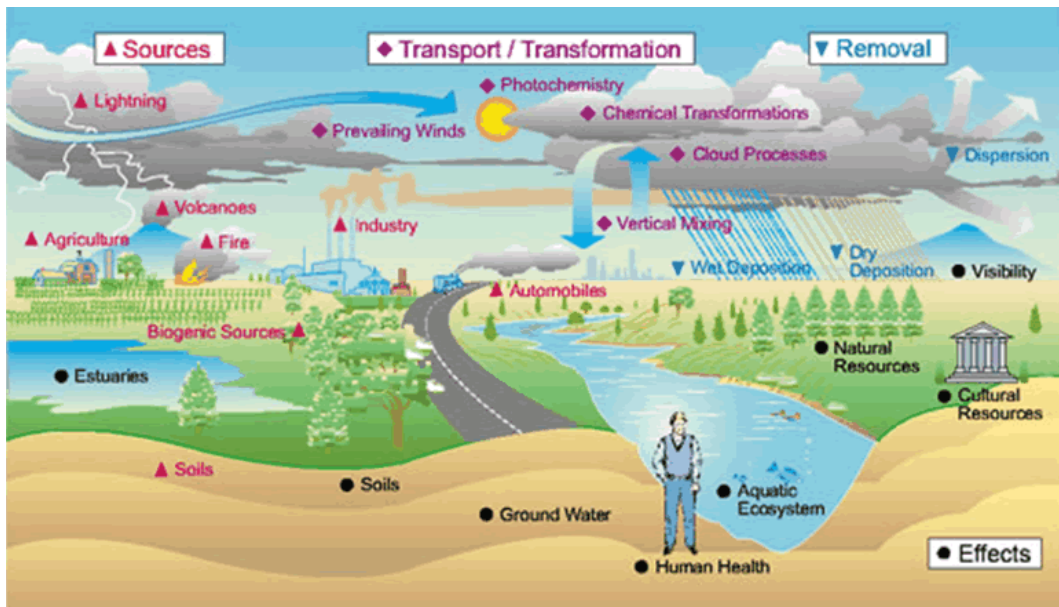 Sources
Transport / Transformation
Removal
Lightning
Photochemistry
Prevailing Winds
Chemical Transformations
Cloud Processes
Dispersion
Volcanoes
Agriculture
Fire
Industry
Vertical Mixing
Wet Deposition
Dry
Deposition
Visibility
Automobiles
Biogenic Sources
Estuaries
Natural
Resources
Cultural
Resources
Soils
Soils
Ground Water
Aquatic
Ecosystem
Human Health
Effects